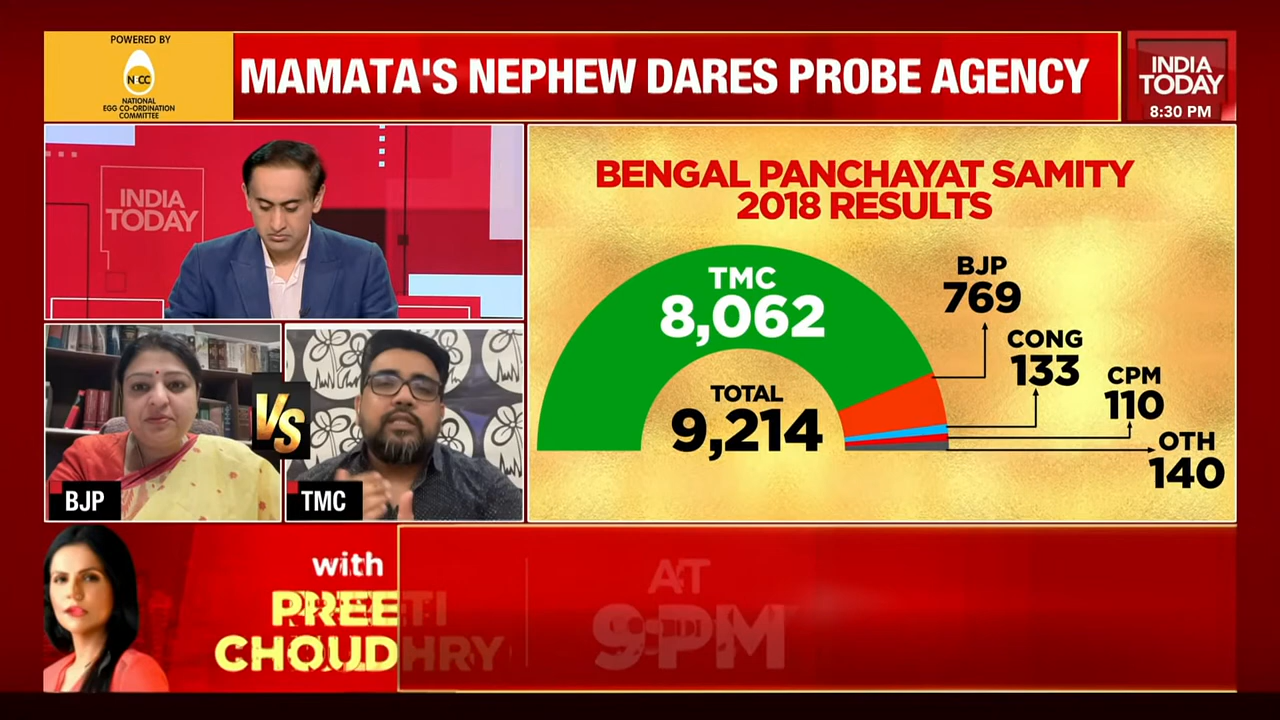 POWERED BY
NECC
NATIONAL
EGG CO-ORDINATION
COMMITTEE
MAMATA'S NEPHEW DARES PROBE AGENCY
INDIA
TODAY
8:30 PM
INDIA
TODAY
BENGAL PANCHAYAT SAMITY
2018 RESULTS
TMC
8,062
BJP
769
CONG
133
CPM
110
OTH
140
TOTAL
9,214
VS
BJP
TMC
with
PREETI
CHOUDHRY
AT
9PM